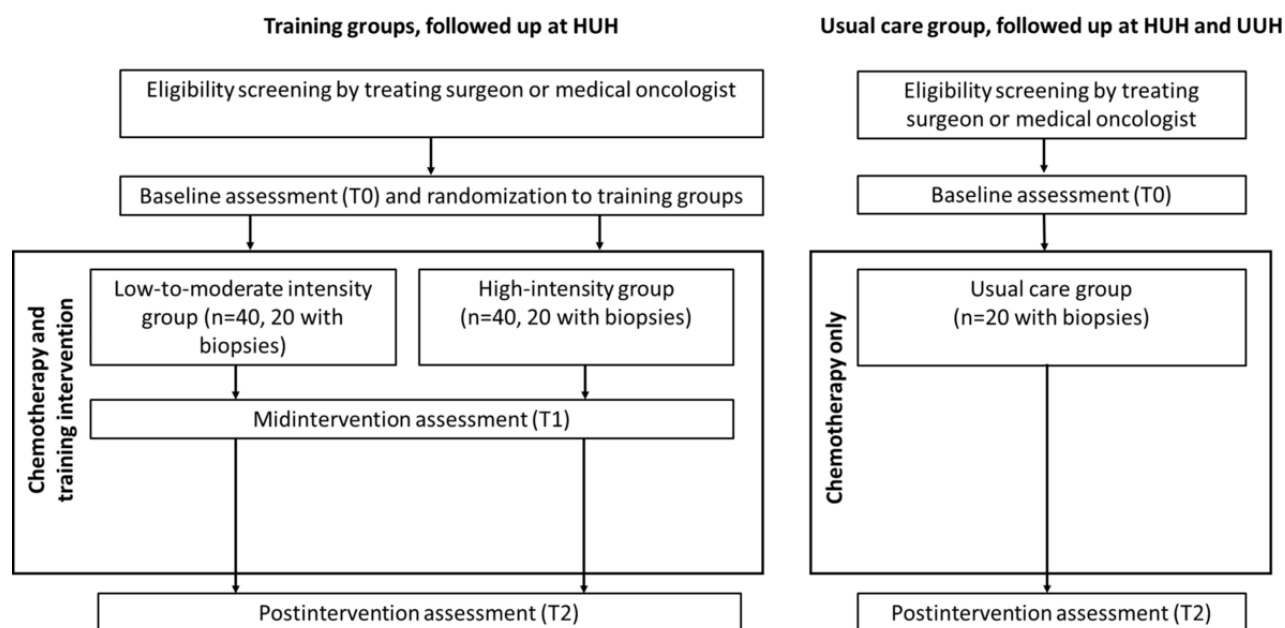 Training groups, followed up at HUH
Eligibility screening by treating surgeon or medical oncologist
Baseline assessment (T0) and randomization to training groups
Chemotherapy and
training intervention
Low-to-moderate intensity
group (n=40, 20 with
biopsies)
High-intensity group
(n=40, 20 with biopsies)
Midintervention assessment (T1)
Postintervention assessment (T2)
Usual care group, followed up at HUH and UUH
Eligibility screening by treating
surgeon or medical oncologist
Baseline assessment (T0)
Chemotherapy only
Usual care group
(n=20 with biopsies)
Postintervention assessment (T2)